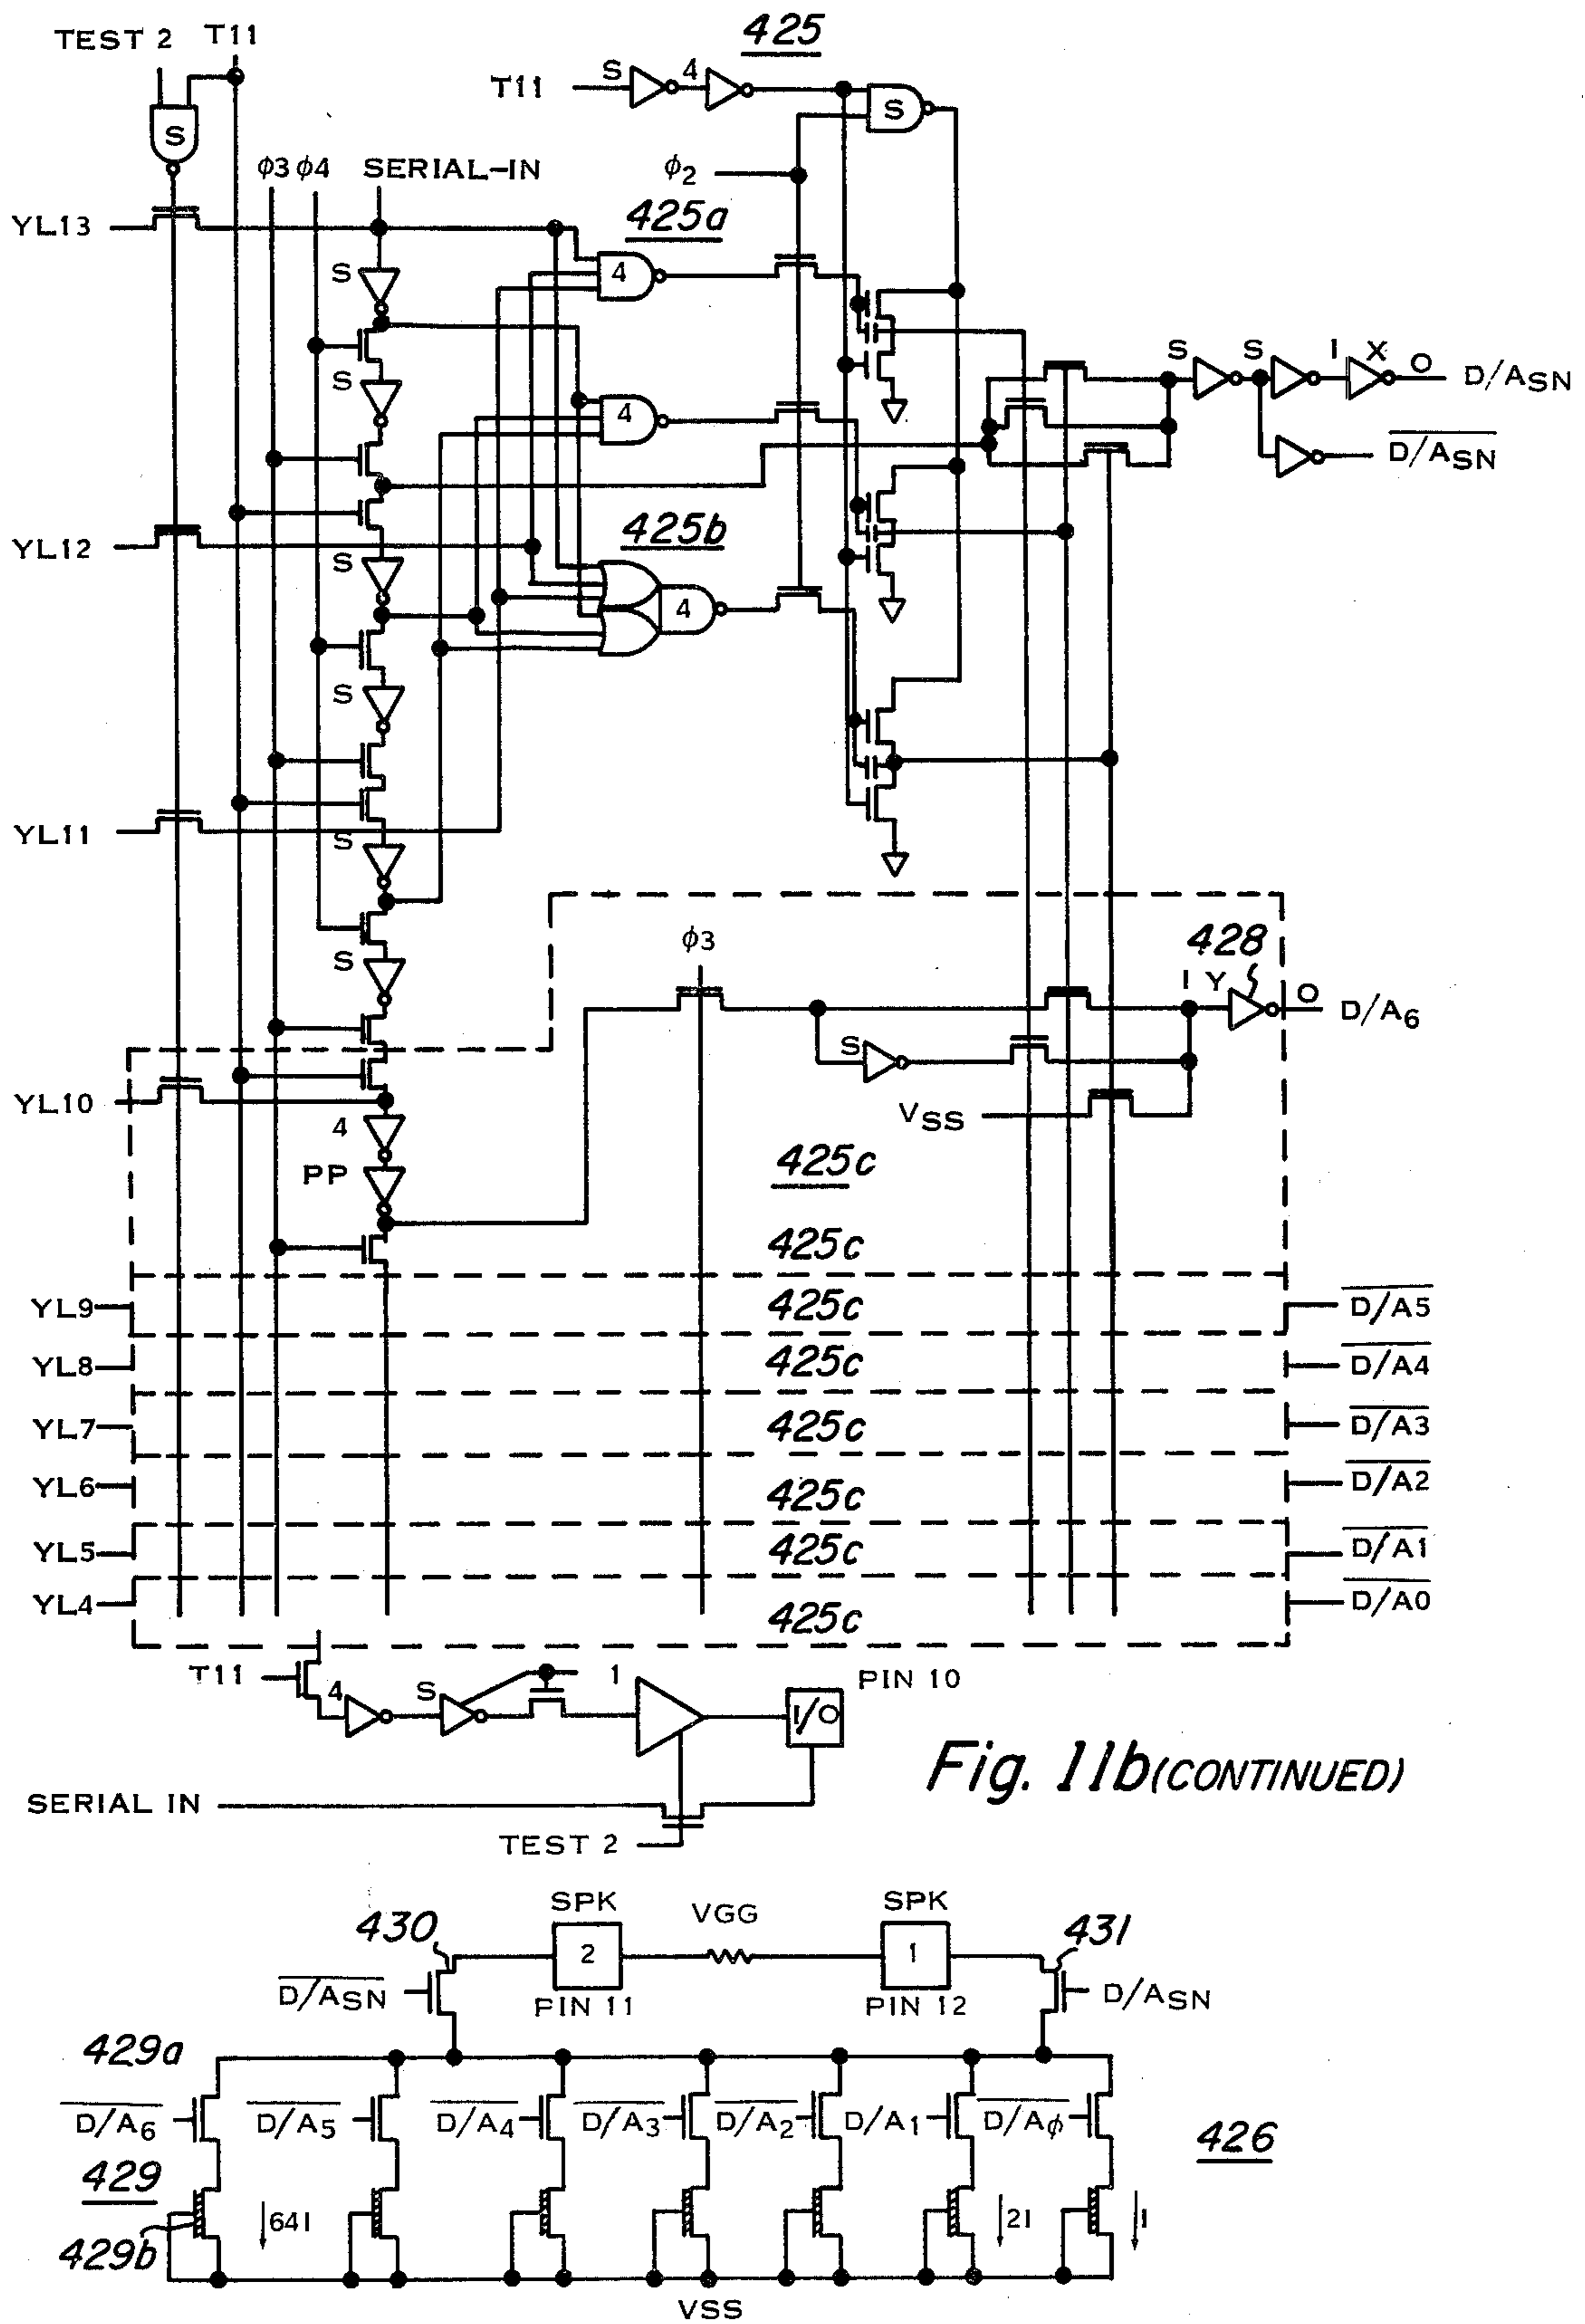 425
TEST 2
T11
T11
S
4
S
S
φ3
φ4
SERIAL-IN
φ2
YL13
425a
S
4
S
4
S
S
1
X
O
D/ASN
D/ASN
YL12
425b
S
4
S
YL11
S
φ3
428
S
1
Y
O
D/A6
S
YL10
4
VSS
PP
425c
425c
YL9
425c
D/A5
YL8
425c
D/A4
YL7
425c
D/A3
YL6
425c
D/A2
YL5
425c
D/A1
YL4
425c
D/A0
T11
4
S
1
PIN 10
I/O
Fig. 11b (CONTINUED)
SERIAL IN
TEST 2
430
SPK
VGG
SPK
431
2
1
D/ASN
PIN 11
PIN 12
D/ASN
429a
D/A6
D/A5
D/A4
D/A3
D/A2
D/A1
D/Aφ
426
429
64I
2I
I
429b
VSS